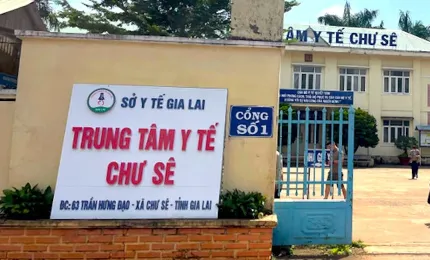 SỞ Y TẾ GIA LAI
TRUNG TÂM Y TẾ
CHƯ SÊ
ĐC: 63 TRẦN HƯNG ĐẠO - XÃ CHƯ SÊ - TỈNH GIA LAI
CỔNG
SỐ 1
TÂM Y TẾ CHƯ SÊ